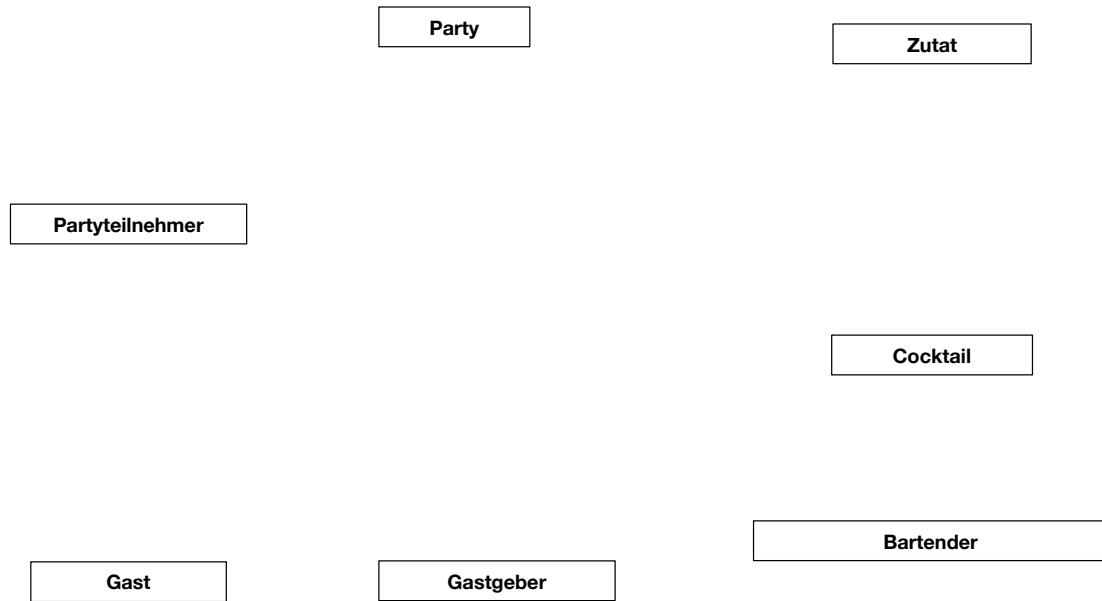 Party
Zutat
Partyteilnehmer
Cocktail
Bartender
Gast
Gastgeber